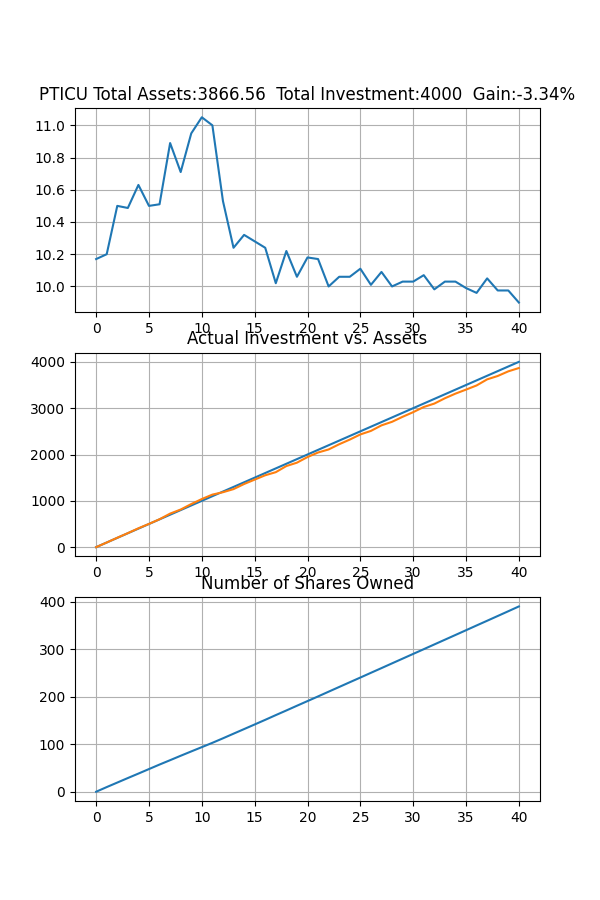 PTICU Total Assets:3866.56  Total Investment:4000  Gain:-3.34%
11.0
10.8
10.6
10.4
10.2
10.0
0 5 10 15 20 25 30 35 40
Actual Investment vs. Assets
4000
3000
2000
1000
0
0 5 10 15 20 25 30 35 40
Number of Shares Owned
400
300
200
100
0
0 5 10 15 20 25 30 35 40